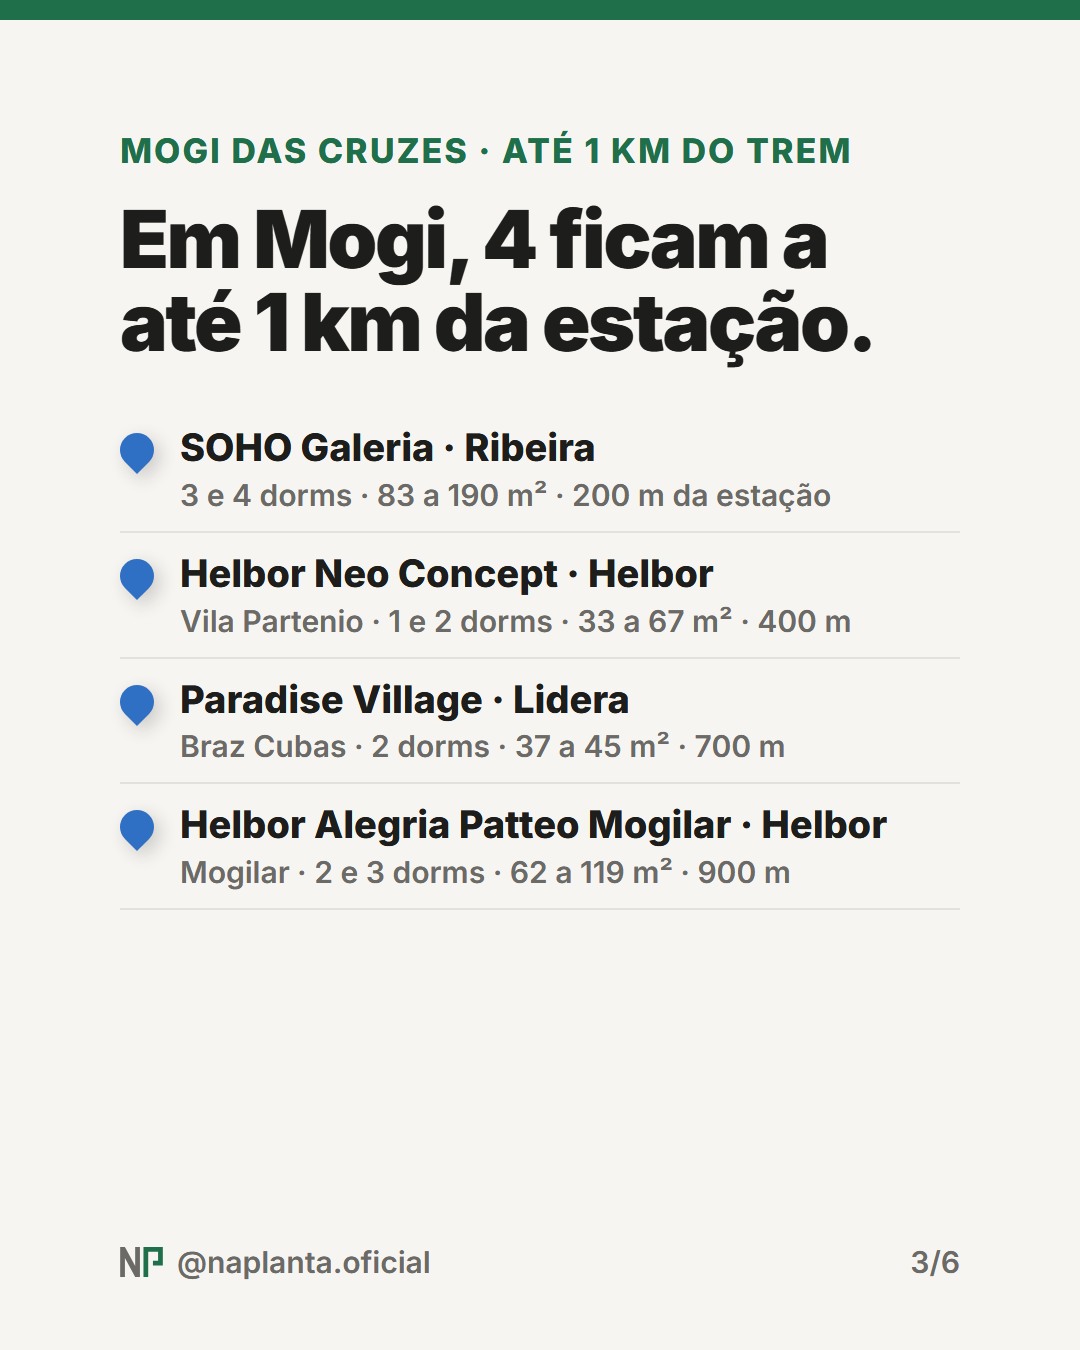 MOGI DAS CRUZES · ATÉ 1 KM DO TREM
Em Mogi, 4 ficam a
até 1 km da estação.
SOHO Galeria · Ribeira
3 e 4 dorms · 83 a 190 m² · 200 m da estação
Helbor Neo Concept · Helbor
Vila Partenio · 1 e 2 dorms · 33 a 67 m² · 400 m
Paradise Village · Lidera
Braz Cubas · 2 dorms · 37 a 45 m² · 700 m
Helbor Alegria Patteo Mogilar · Helbor
Mogilar · 2 e 3 dorms · 62 a 119 m² · 900 m
NP @naplanta.oficial
3/6